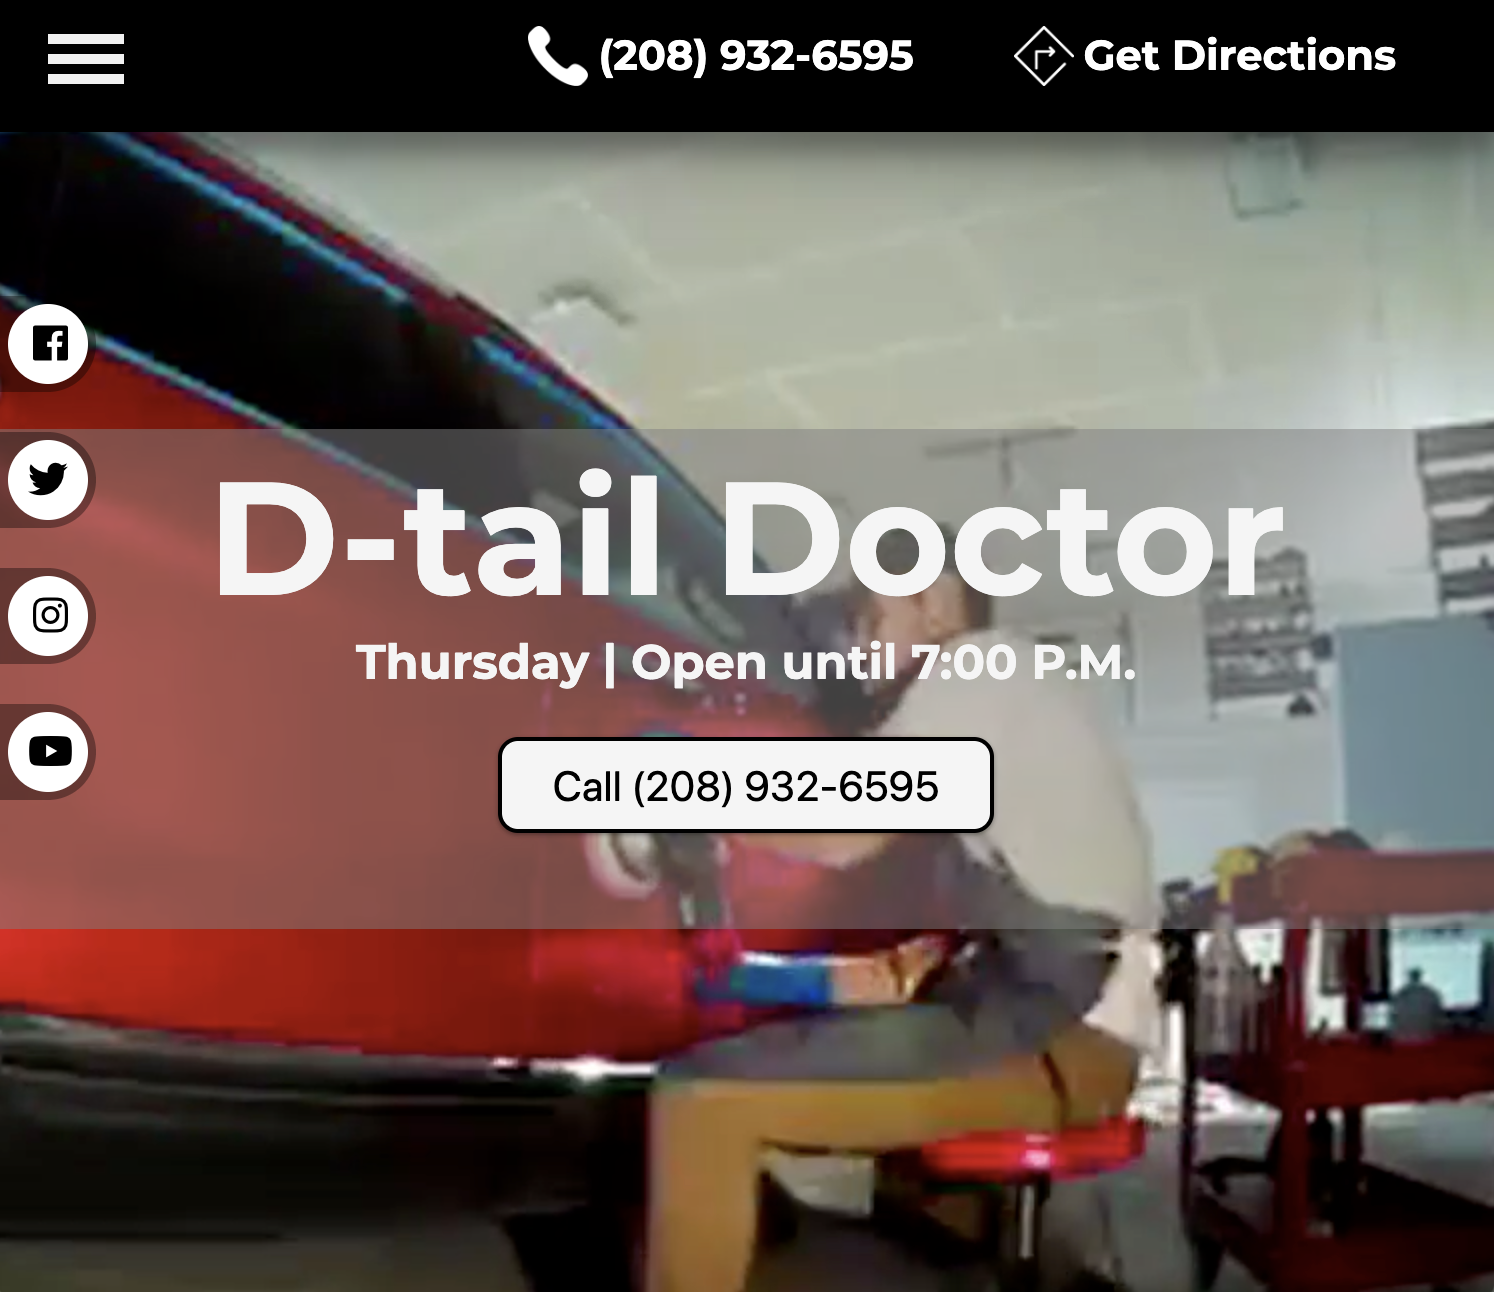 (208) 932-6595 Get Directions
D-tail Doctor
Thursday | Open until 7:00 P.M.
Call (208) 932-6595